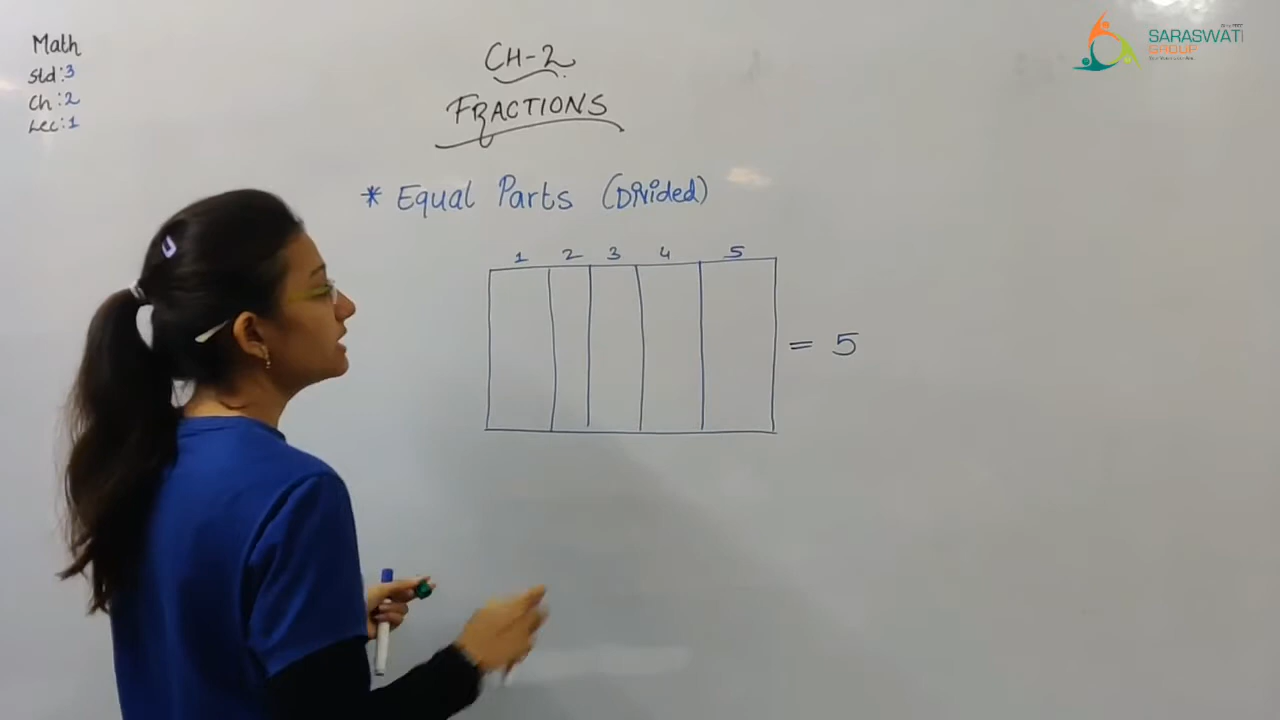 Math
Std:3
Ch:2
Lec:1
CH-2
FRACTIONS
* Equal Parts (Divided)
1 2 3 4 5
= 5
SARASWATI
GROUP